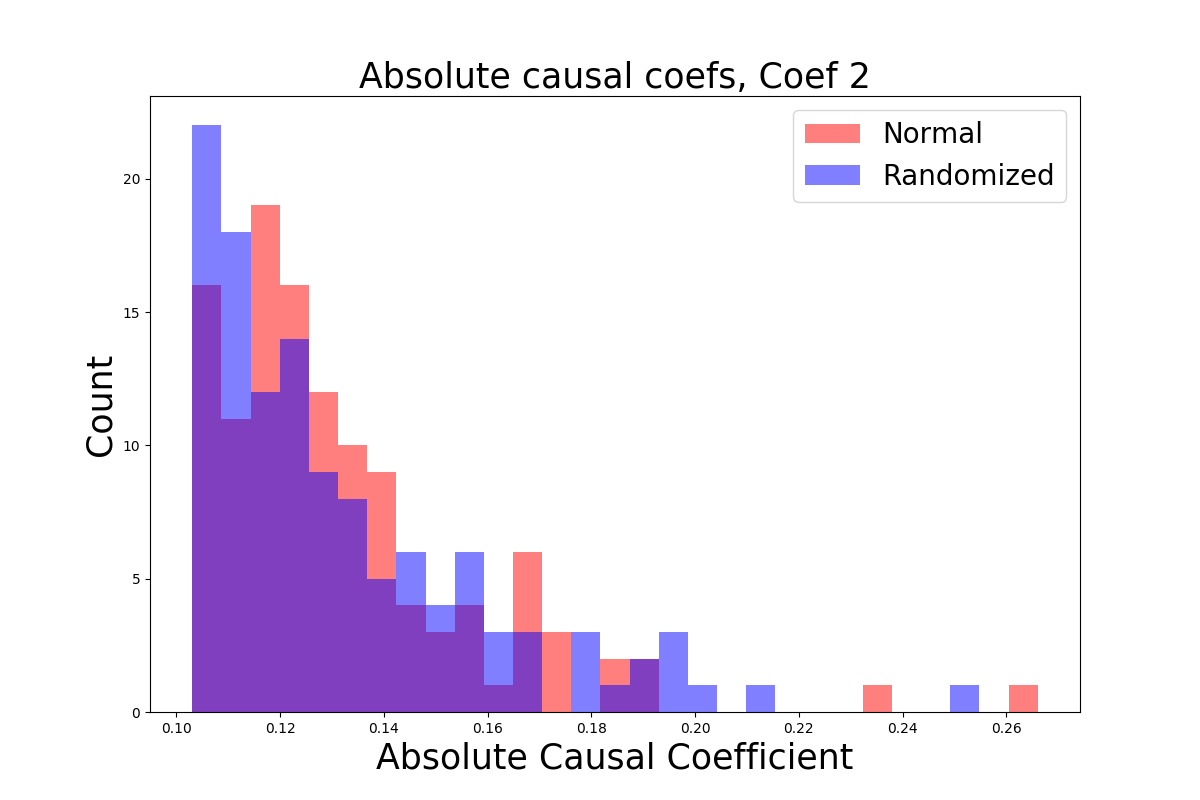 Absolute causal coefs, Coef 2
Normal
Randomized
Count
20
15
10
5
0
0.10 0.12 0.14 0.16 0.18 0.20 0.22 0.24 0.26
Absolute Causal Coefficient